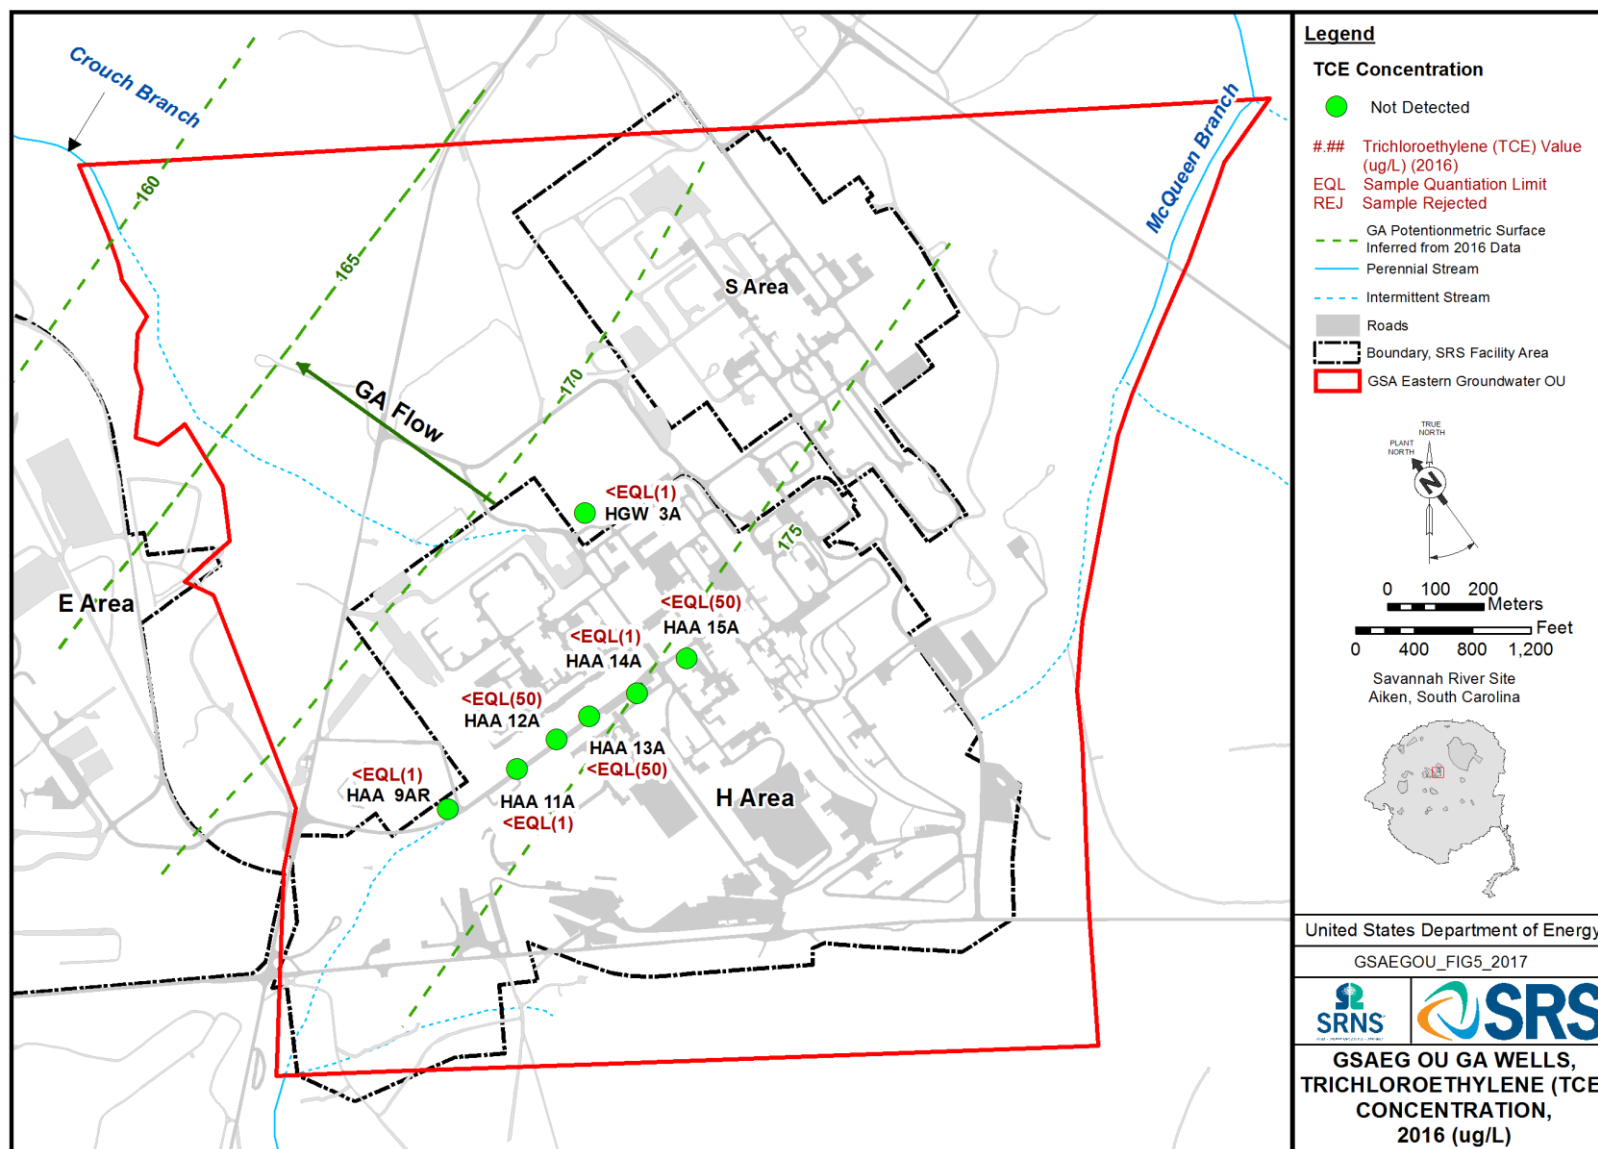 Crouch Branch
160
165
170
175
GA Flow
McQueen Branch
S Area
E Area
H Area
<EQL(1)
HGW 3A
<EQL(50)
HAA 15A
<EQL(1)
HAA 14A
<EQL(50)
HAA 12A
HAA 13A
<EQL(50)
<EQL(1)
HAA 9AR
HAA 11A
<EQL(1)
Legend
TCE Concentration
Not Detected
#.## Trichloroethylene (TCE) Value
(ug/L) (2016)
EQL Sample Quantiation Limit
REJ Sample Rejected
GA Potentionmetric Surface
Inferred from 2016 Data
Perennial Stream
Intermittent Stream
Roads
Boundary, SRS Facility Area
GSA Eastern Groundwater OU
TRUE
NORTH
PLANT
NORTH
N
0 100 200
Meters
Feet
0 400 800 1,200
Savannah River Site
Aiken, South Carolina
United States Department of Energy
GSAEGOU_FIG5_2017
SRNS
SRS
GSAEG OU GA WELLS,
TRICHLOROETHYLENE (TCE
CONCENTRATION,
2016 (ug/L)